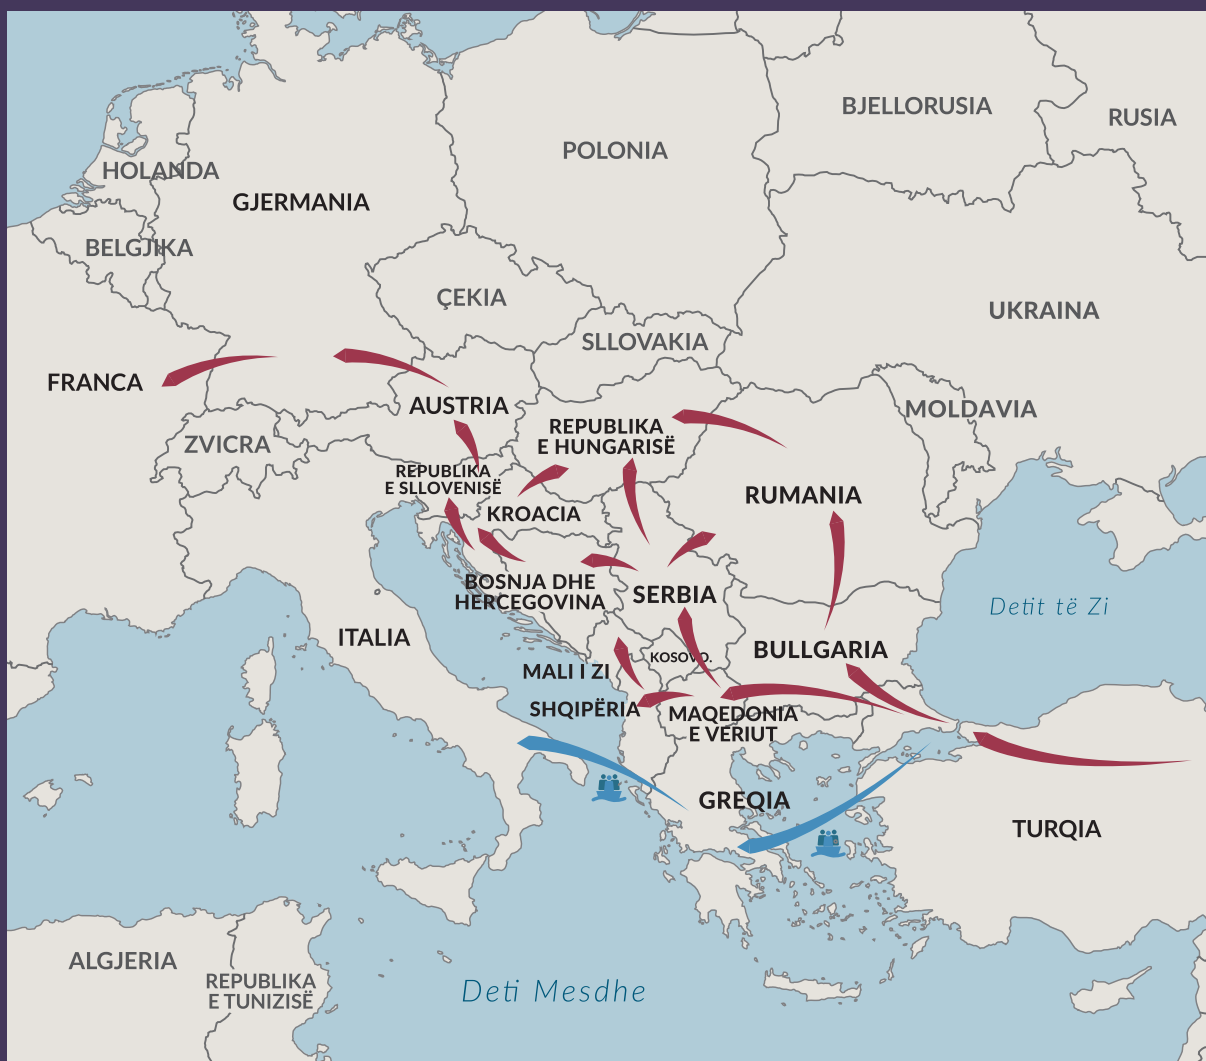 BJELLORUSIA
RUSIA
POLONIA
HOLANDA
GJERMANIA
BELGJIKA
ÇEKIA
UKRAINA
SLLOVAKIA
FRANCA
AUSTRIA
MOLDAVIA
REPUBLIKA
E HUNGARISË
ZVICRA
REPUBLIKA
E SLLOVENISË
RUMANIA
KROACIA
BOSNJA DHE
HERCEGOVINA
SERBIA
Detit të Zi
ITALIA
KOSOVO.
BULLGARIA
MALI I ZI
SHQIPËRIA
MAQEDONIA
E VERIUT
GREQIA
TURQIA
ALGJERIA
REPUBLIKA
E TUNIZISË
Deti Mesdhe